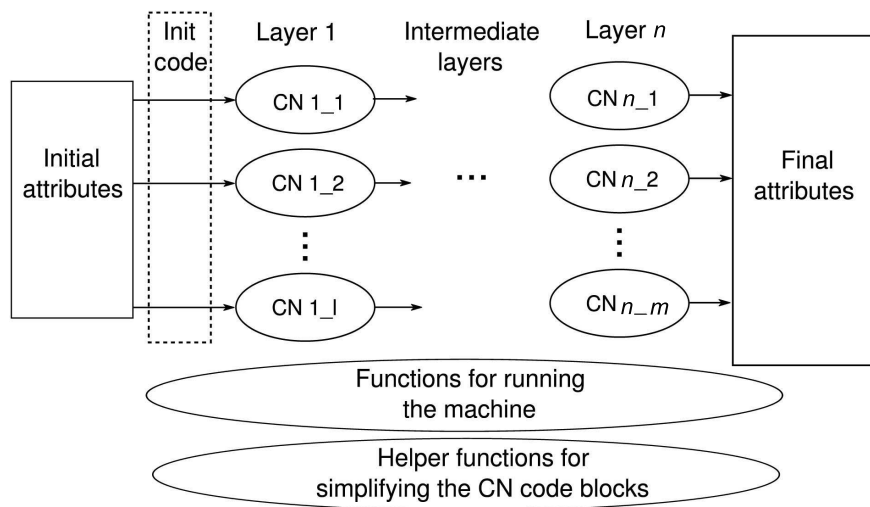 Init
code
Layer 1
Intermediate
layers
Layer n
Initial
attributes
CN 1_1
CN n_1
CN 1_2
...
CN n_2
Final
attributes
CN 1_l
CN n_m
Functions for running
the machine
Helper functions for
simplifying the CN code blocks